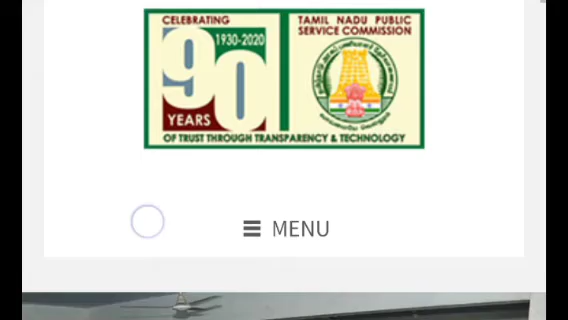 CELEBRATING
90
1930-2020
YEARS
TAMIL NADU PUBLIC
SERVICE COMMISSION
OF TRUST THROUGH TRANSPARENCY & TECHNOLOGY
☰ MENU